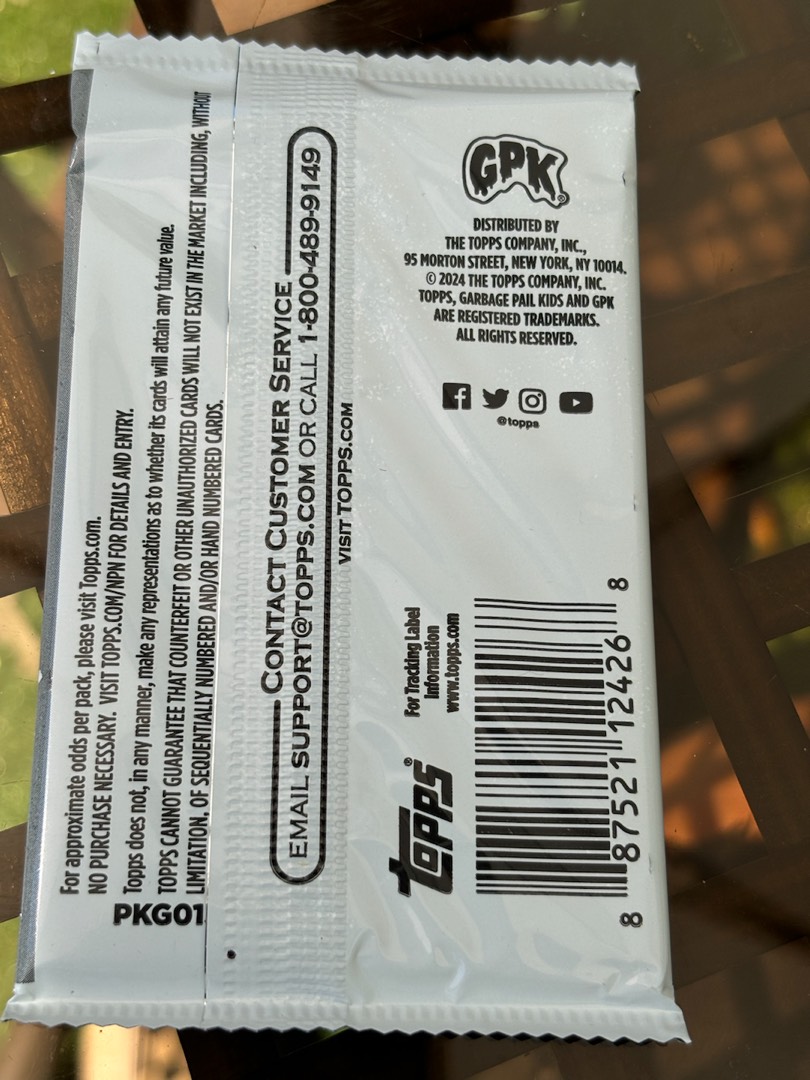 For approximate odds per pack, please visit Topps.com.
NO PURCHASE NECESSARY. VISIT TOPPS.COM/NPN FOR DETAILS AND ENTRY.
Topps does not, in any manner, make any representations as to whether its cards will attain any future value.
TOPPS CANNOT GUARANTEE THAT COUNTERFEIT OR OTHER UNAUTHORIZED CARDS WILL NOT EXIST IN THE MARKET INCLUDING, WITHOUT
LIMITATION, OF SEQUENTIALLY NUMBERED AND/OR HAND NUMBERED CARDS.
PKG01
CONTACT CUSTOMER SERVICE
EMAIL SUPPORT@TOPPS.COM OR CALL 1-800-489-9149
VISIT TOPPS.COM
GPK®
DISTRIBUTED BY
THE TOPPS COMPANY, INC.,
95 MORTON STREET, NEW YORK, NY 10014.
© 2024 THE TOPPS COMPANY, INC.
TOPPS, GARBAGE PAIL KIDS AND GPK
ARE REGISTERED TRADEMARKS.
ALL RIGHTS RESERVED.
@topps
Topps®
For Tracking Label
Information
www.topps.com
8 87521 12426 8